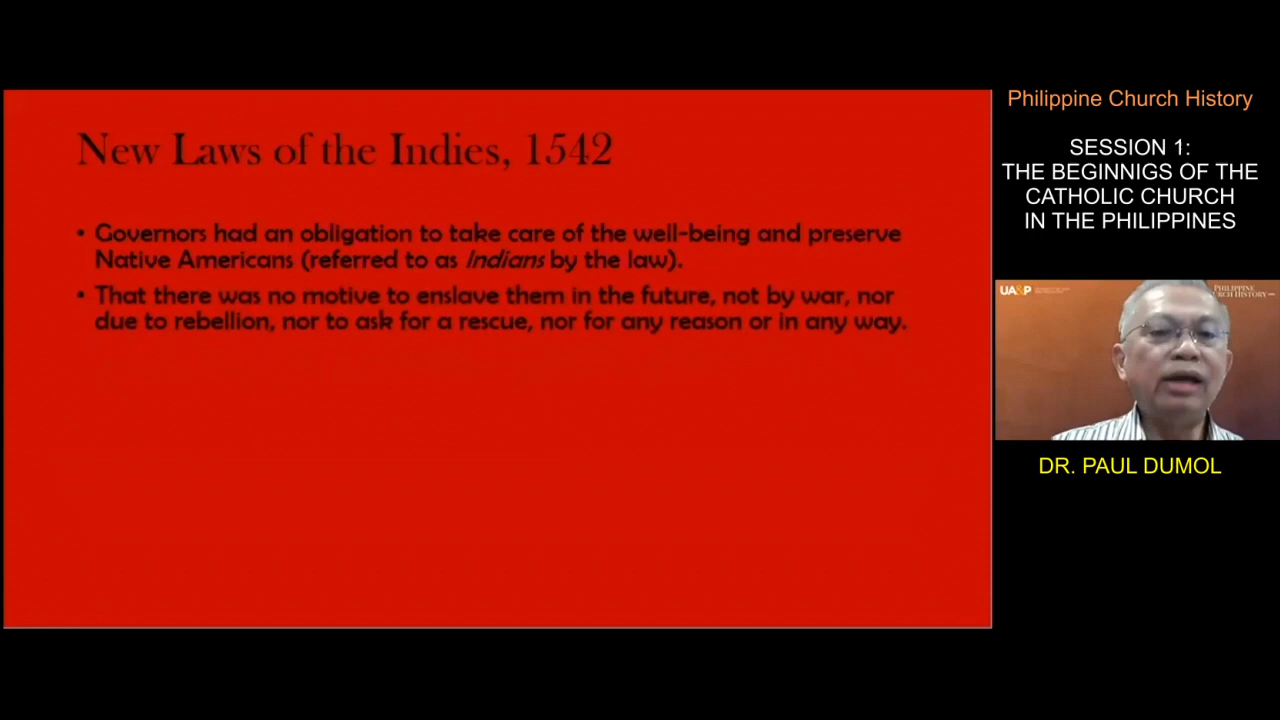 New Laws of the Indies, 1542
• Governors had an obligation to take care of the well-being and preserve
Native Americans (referred to as Indians by the law).
• That there was no motive to enslave them in the future, not by war, nor
due to rebellion, nor to ask for a rescue, nor for any reason or in any way.
Philippine Church History
SESSION 1:
THE BEGINNIGS OF THE
CATHOLIC CHURCH
IN THE PHILIPPINES
UA&P
PHILIPPINE
CHURCH HISTORY
DR. PAUL DUMOL